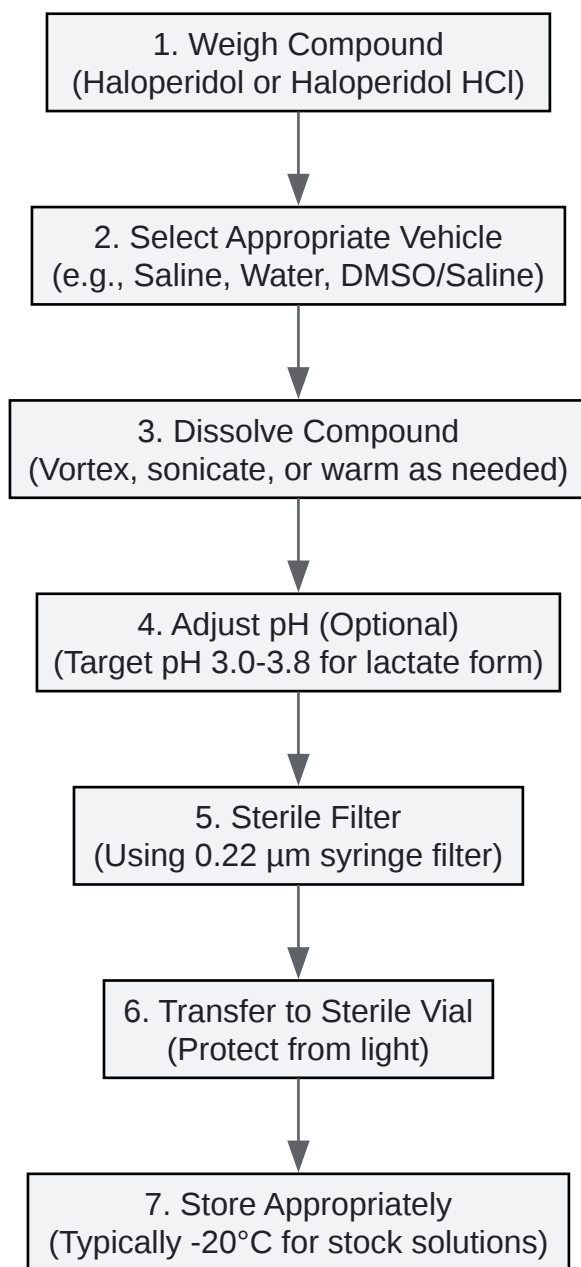 1. Weigh Compound
(Haloperidol or Haloperidol HCl)
2. Select Appropriate Vehicle
(e.g., Saline, Water, DMSO/Saline)
3. Dissolve Compound
(Vortex, sonicate, or warm as needed)
4. Adjust pH (Optional)
(Target pH 3.0-3.8 for lactate form)
5. Sterile Filter
(Using 0.22 µm syringe filter)
6. Transfer to Sterile Vial
(Protect from light)
7. Store Appropriately
(Typically -20°C for stock solutions)